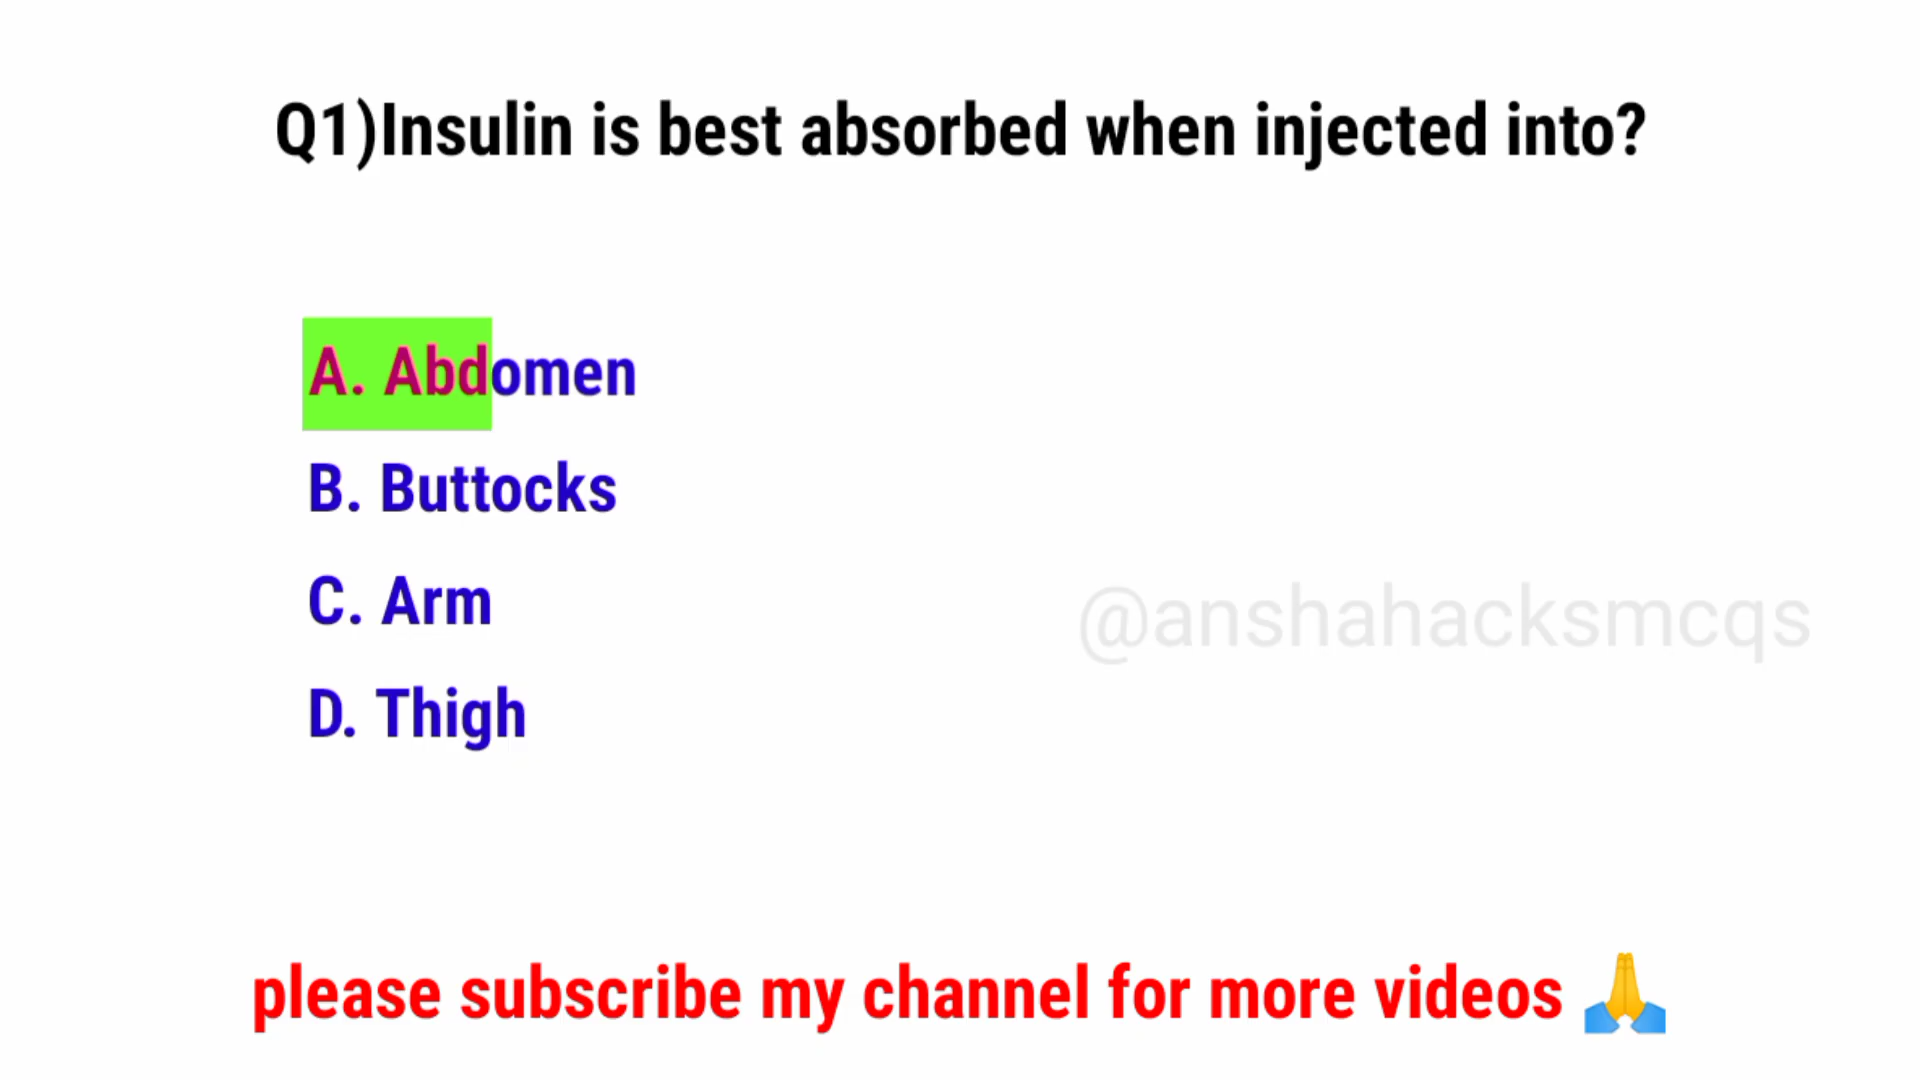 Q1)Insulin is best absorbed when injected into?
A. Abdomen
B. Buttocks
C. Arm
@anshahacksmcqs
D. Thigh
please subscribe my channel for more videos 🙏